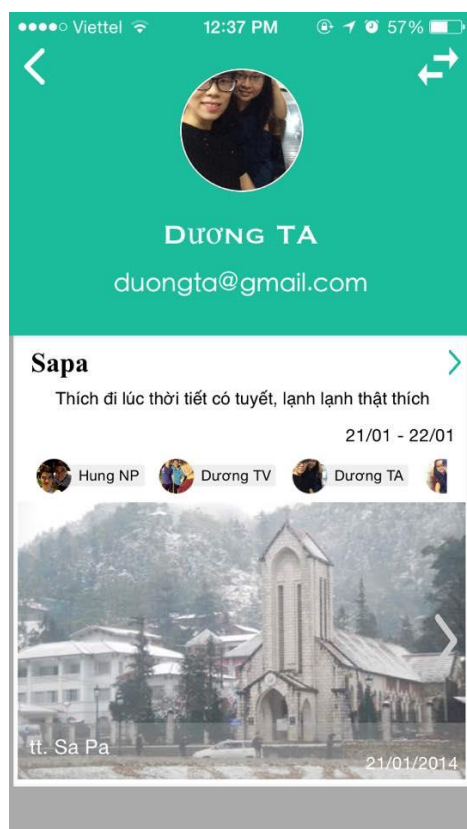 Viettel 12:37 PM 57%
Dương TA
duongta@gmail.com
Sapa
Thích đi lúc thời tiết có tuyết, lạnh lạnh thật thích
21/01 - 22/01
Hung NP Dương TV Dương TA
tt. Sa Pa
21/01/2014